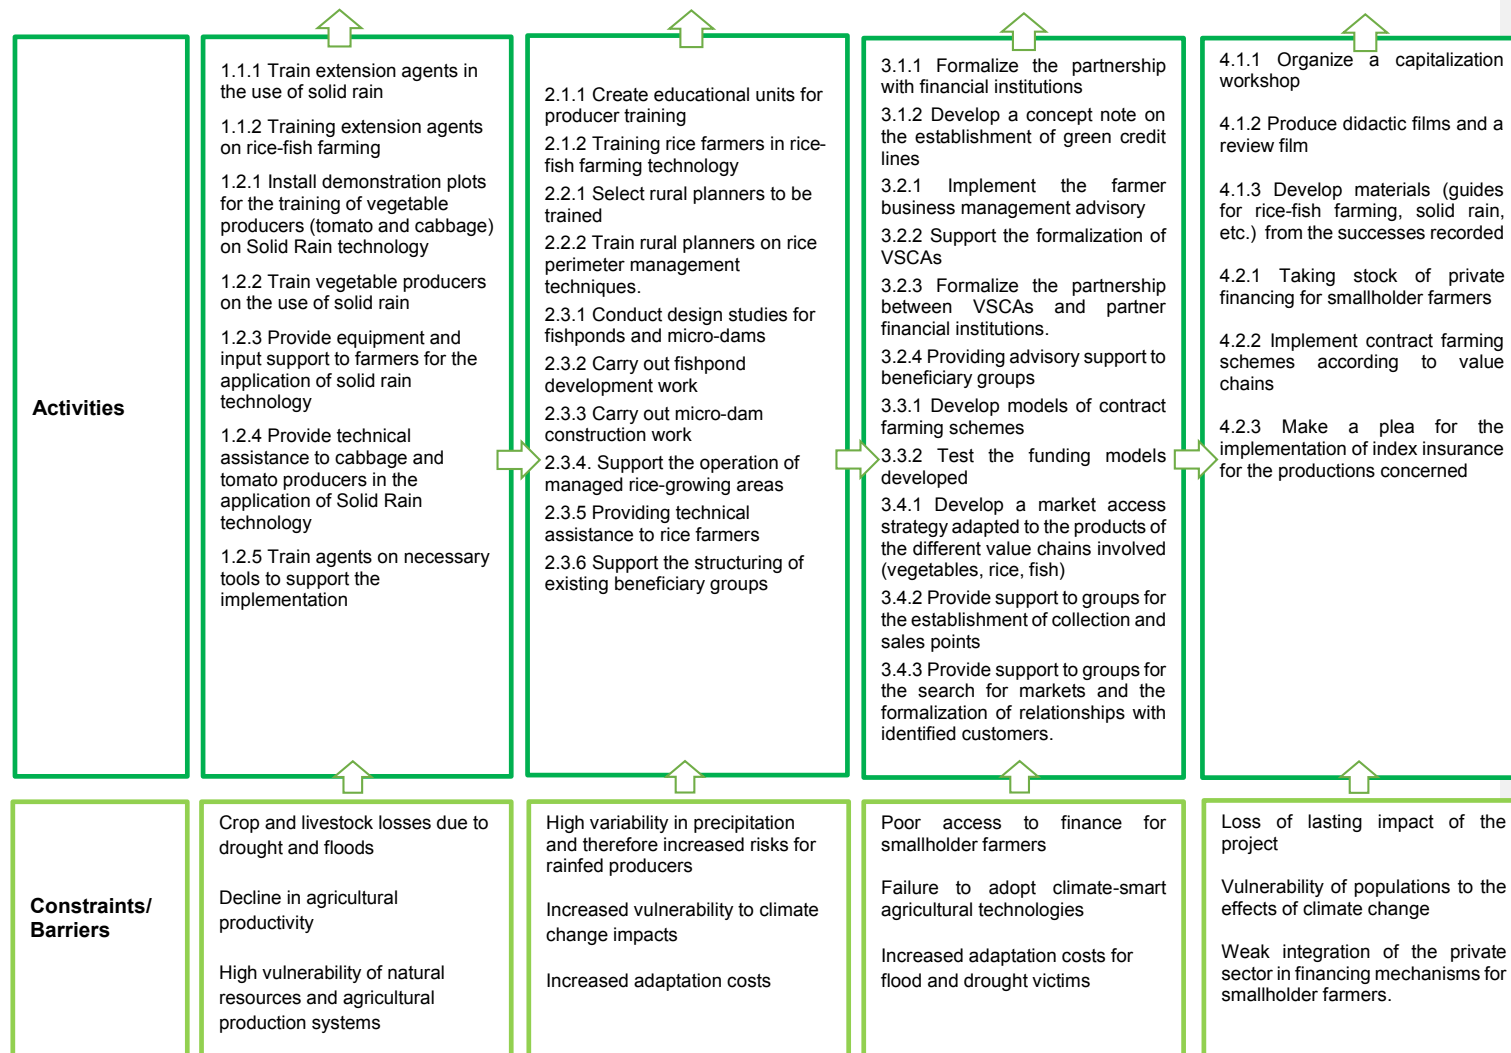 Activities
1.1.1 Train extension agents in
the use of solid rain
1.1.2 Training extension agents
on rice-fish farming
1.2.1 Install demonstration plots
for the training of vegetable
producers (tomato and cabbage)
on Solid Rain technology
1.2.2 Train vegetable producers
on the use of solid rain
1.2.3 Provide equipment and
input support to farmers for the
application of solid rain
technology
1.2.4 Provide technical
assistance to cabbage and
tomato producers in the
application of Solid Rain
technology
1.2.5 Train agents on necessary
tools to support the
implementation
2.1.1 Create educational units for
producer training
2.1.2 Training rice farmers in rice-
fish farming technology
2.2.1 Select rural planners to be
trained
2.2.2 Train rural planners on rice
perimeter management
techniques.
2.3.1 Conduct design studies for
fishponds and micro-dams
2.3.2 Carry out fishpond
development work
2.3.3 Carry out micro-dam
construction work
2.3.4. Support the operation of
managed rice-growing areas
2.3.5 Providing technical
assistance to rice farmers
2.3.6 Support the structuring of
existing beneficiary groups
3.1.1 Formalize the partnership
with financial institutions
3.1.2 Develop a concept note on
the establishment of green credit
lines
3.2.1 Implement the farmer
business management advisory
3.2.2 Support the formalization of
VSCAs
3.2.3 Formalize the partnership
between VSCAs and partner
financial institutions.
3.2.4 Providing advisory support to
beneficiary groups
3.3.1 Develop models of contract
farming schemes
3.3.2 Test the funding models
developed
3.4.1 Develop a market access
strategy adapted to the products of
the different value chains involved
(vegetables, rice, fish)
3.4.2 Provide support to groups for
the establishment of collection and
sales points
3.4.3 Provide support to groups for
the search for markets and the
formalization of relationships with
identified customers.
4.1.1 Organize a capitalization
workshop
4.1.2 Produce didactic films and a
review film
4.1.3 Develop materials (guides
for rice-fish farming, solid rain,
etc.) from the successes recorded
4.2.1 Taking stock of private
financing for smallholder farmers
4.2.2 Implement contract farming
schemes according to value
chains
4.2.3 Make a plea for the
implementation of index insurance
for the productions concerned
Constraints/
Barriers
Crop and livestock losses due to
drought and floods
Decline in agricultural
productivity
High vulnerability of natural
resources and agricultural
production systems
High variability in precipitation
and therefore increased risks for
rainfed producers
Increased vulnerability to climate
change impacts
Increased adaptation costs
Poor access to finance for
smallholder farmers
Failure to adopt climate-smart
agricultural technologies
Increased adaptation costs for
flood and drought victims
Loss of lasting impact of the
project
Vulnerability of populations to the
effects of climate change
Weak integration of the private
sector in financing mechanisms for
smallholder farmers.